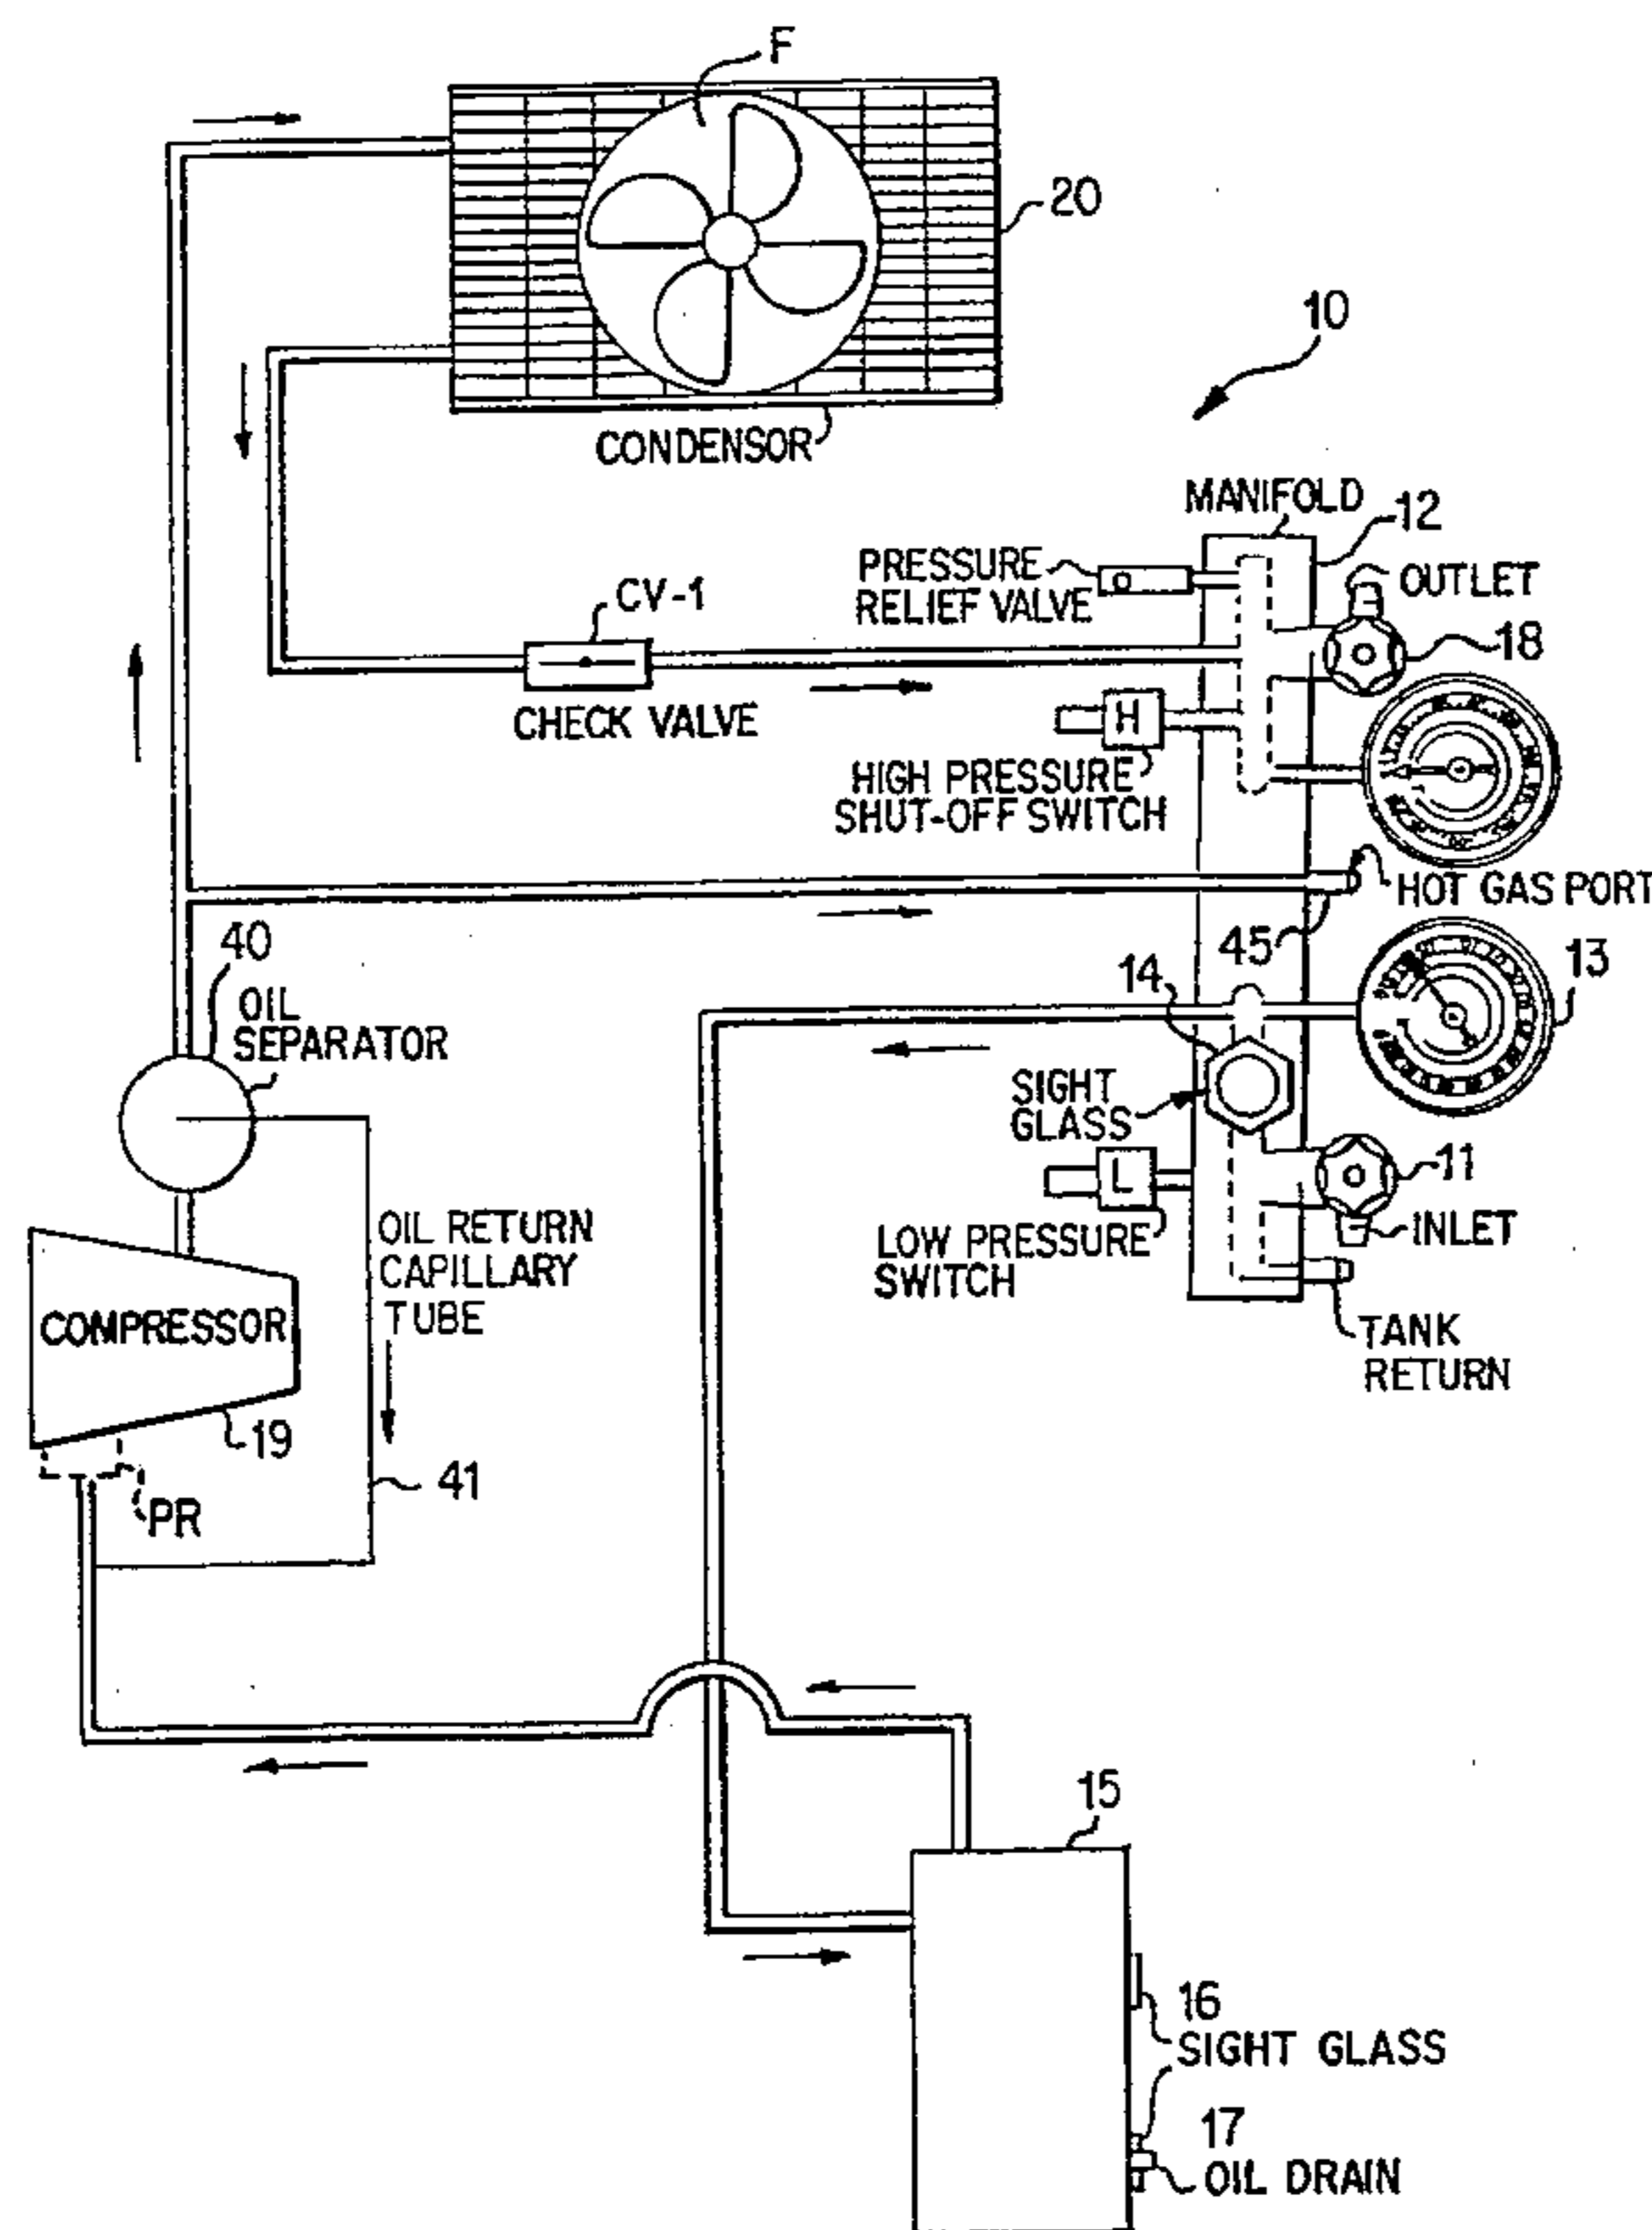 F
20
10
CONDENSOR
MANIFOLD
12
PRESSURE
RELIEF VALVE
OUTLET
CV-1
18
CHECK VALVE
H
HIGH PRESSURE
SHUT-OFF SWITCH
HOT GAS PORT
40
45
13
14
OIL
SEPARATOR
SIGHT
GLASS
11
L
INLET
LOW PRESSURE
SWITCH
OIL RETURN
CAPILLARY
TUBE
COMPRESSOR
TANK
RETURN
19
41
PR
15
16
SIGHT GLASS
17
OIL DRAIN